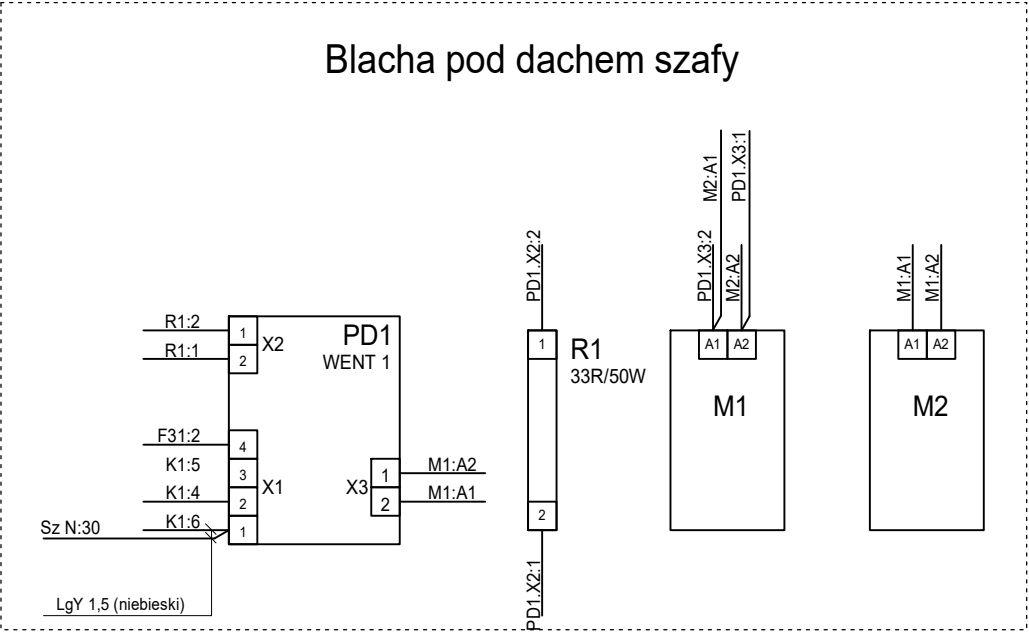 Blacha pod dachem szafy
R1:2
R1:1
1
2
X2
PD1
WENT 1
F31:2
K1:5
K1:4
K1:6
Sz N:30
4
3
2
1
X1
X3
1
2
M1:A2
M1:A1
LgY 1,5 (niebieski)
PD1.X2:2
1
R1
33R/50W
2
PD1.X2:1
M2:A1
PD1.X3:1
PD1.X3:2
M2:A2
A1 A2
M1
M1:A1
M1:A2
A1 A2
M2